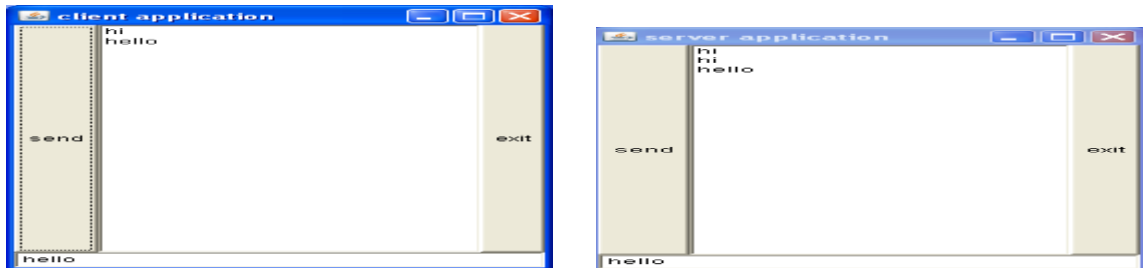 client application
hi
hello
send
exit
hello
server application
hi
hi
hello
send
exit
hello